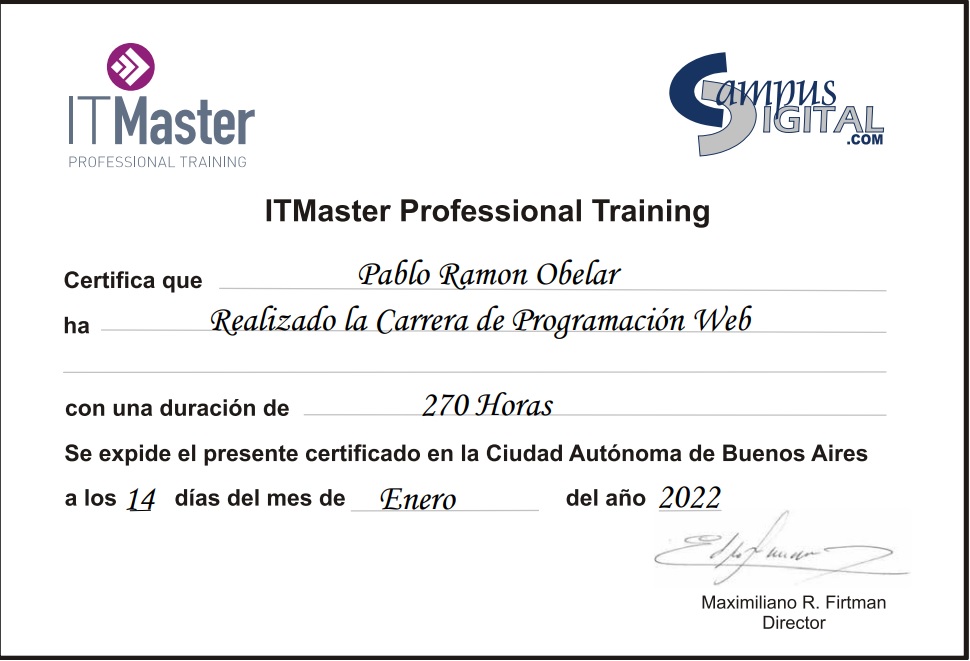 ITMaster
PROFESSIONAL TRAINING
Campus
DIGITAL
.COM
ITMaster Professional Training
Certifica que Pablo Ramon Obelar
ha Realizado la Carrera de Programación Web
con una duración de 270 Horas
Se expide el presente certificado en la Ciudad Autónoma de Buenos Aires
a los 14 días del mes de Enero del año 2022
Maximiliano R. Firtman
Director